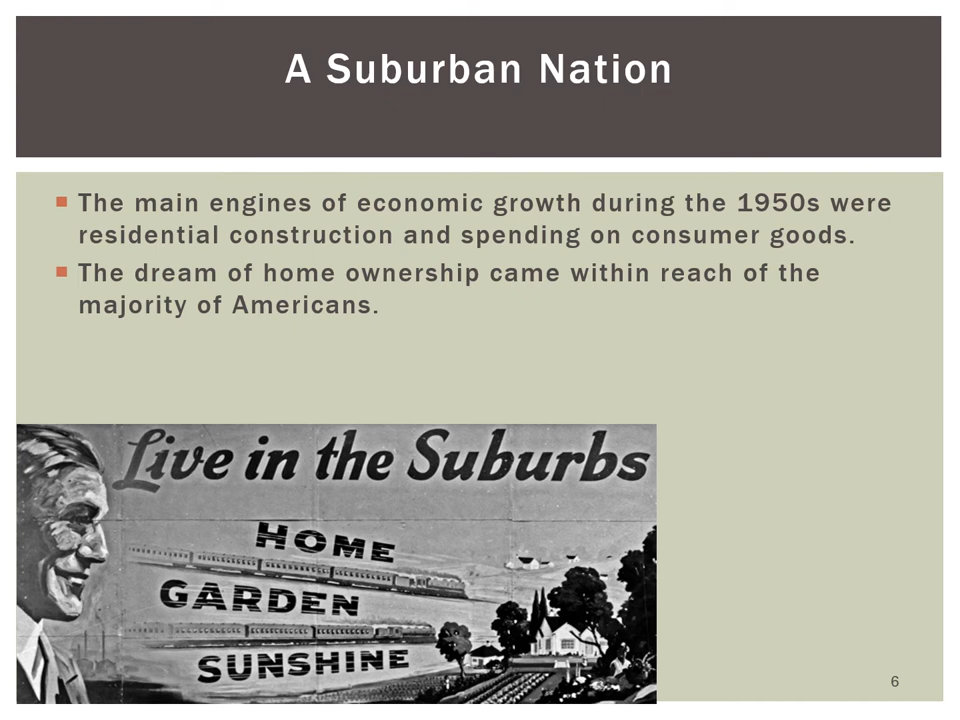 A Suburban Nation
The main engines of economic growth during the 1950s were
residential construction and spending on consumer goods.
The dream of home ownership came within reach of the
majority of Americans.
Live in the Suburbs
HOME
GARDEN
SUNSHINE
6